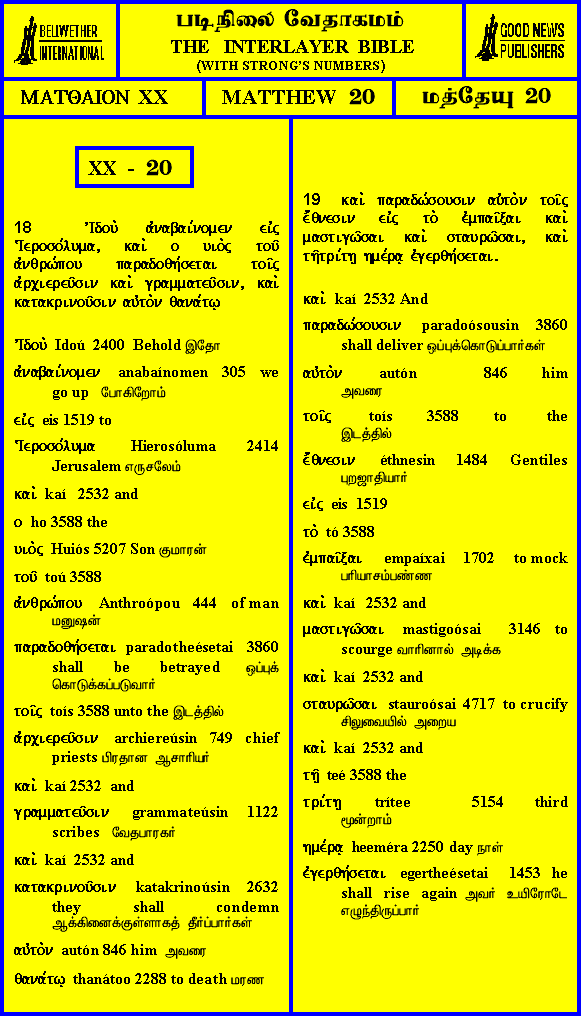 BELLWETHER
INTERNATIONAL
படிநிலை வேதாகமம்
THE INTERLAYER BIBLE
(WITH STRONG'S NUMBERS)
GOOD NEWS
PUBLISHERS
ΜΑΤΘΑΙΟΝ XX
MATTHEW 20
மத்தேயு 20
XX - 20
18 Ἰδοὺ ἀναβαίνομεν εἰς
Ἱεροσόλυμα, καὶ ο υιὸς τοῦ
ἀνθρώπου παραδοθήσεται τοῖς
ἀρχιερεῦσιν καὶ γραμματεῦσιν, καὶ
κατακρινοῦσιν αὐτὸν θανάτῳ
Ἰδοὺ Idoú 2400 Behold இதோ
ἀναβαίνομεν anabaínomen 305 we
go up போகிறோம்
εἰς eis 1519 to
Ἱεροσόλυμα Hierosóluma 2414
Jerusalem எருசலேம்
καὶ kaí 2532 and
ο ho 3588 the
υιὸς Huiós 5207 Son குமாரன்
τοῦ toú 3588
ἀνθρώπου Anthroópou 444 of man
மனுஷன்
παραδοθήσεται paradotheésetai 3860
shall be betrayed ஒப்புக்
கொடுக்கப்படுவார்
τοῖς toís 3588 unto the இடத்தில்
ἀρχιερεῦσιν archiereúsin 749 chief
priests பிரதான ஆசாரியர்
καὶ kaí 2532 and
γραμματεῦσιν grammateúsin 1122
scribes வேதபாரகர்
καὶ kaí 2532 and
κατακρινοῦσιν katakrinoúsin 2632
they shall condemn
ஆக்கினைக்குள்ளாகத் தீர்ப்பார்கள்
αὐτὸν autón 846 him அவரை
θανάτῳ thanátoo 2288 to death மரண
19 καὶ παραδώσουσιν αὐτὸν τοῖς
ἔθνεσιν εἰς τὸ ἐμπαῖξαι καὶ
μαστιγῶσαι καὶ σταυρῶσαι, καὶ
τῇτρίτῃ ημέρᾳ ἐγερθήσεται.
καὶ kaí 2532 And
παραδώσουσιν paradoósousin 3860
shall deliver ஒப்புக்கொடுப்பார்கள்
αὐτὸν autón 846 him
அவரை
τοῖς toís 3588 to the
இடத்தில்
ἔθνεσιν éthnesin 1484 Gentiles
புறஜாதியார்
εἰς eis 1519
τὸ tó 3588
ἐμπαῖξαι empaíxai 1702 to mock
பரியாசம்பண்ண
καὶ kaí 2532 and
μαστιγῶσαι mastigoósai 3146 to
scourge வாரினால் அடிக்க
καὶ kaí 2532 and
σταυρῶσαι stauroósai 4717 to crucify
சிலுவையில் அறைய
καὶ kaí 2532 and
τῇ teé 3588 the
τρίτῃ trítee 5154 third
மூன்றாம்
ημέρᾳ heeméra 2250 day நாள்
ἐγερθήσεται egertheésetai 1453 he
shall rise again அவர் உயிரோடே
எழுந்திருப்பார்